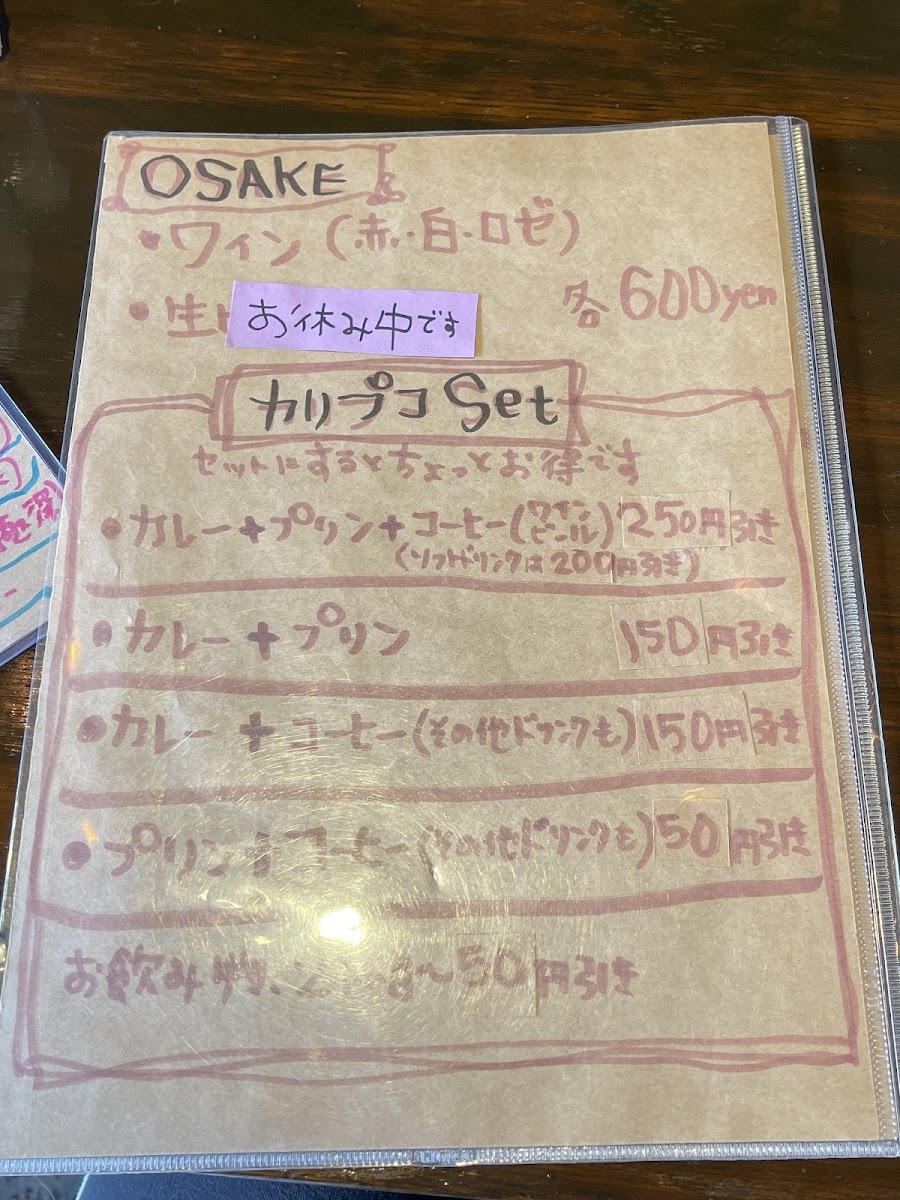 OSAKE
・ワイン (赤・白・ロゼ)
・生 お休み中です
各600yen
カリプコ Set
セットにするとちょっとお得です
・カレー+プリン+コーヒー(ワイン ビール) 250円引き
(ソフトドリンクは200円引き)
・カレー+プリン 150円引き
・カレー + コーヒー(その他ドリンクも) 150円引き
・プリン+コーヒー(その他ドリンクも) 50円引き
お飲み物 〜50円引き